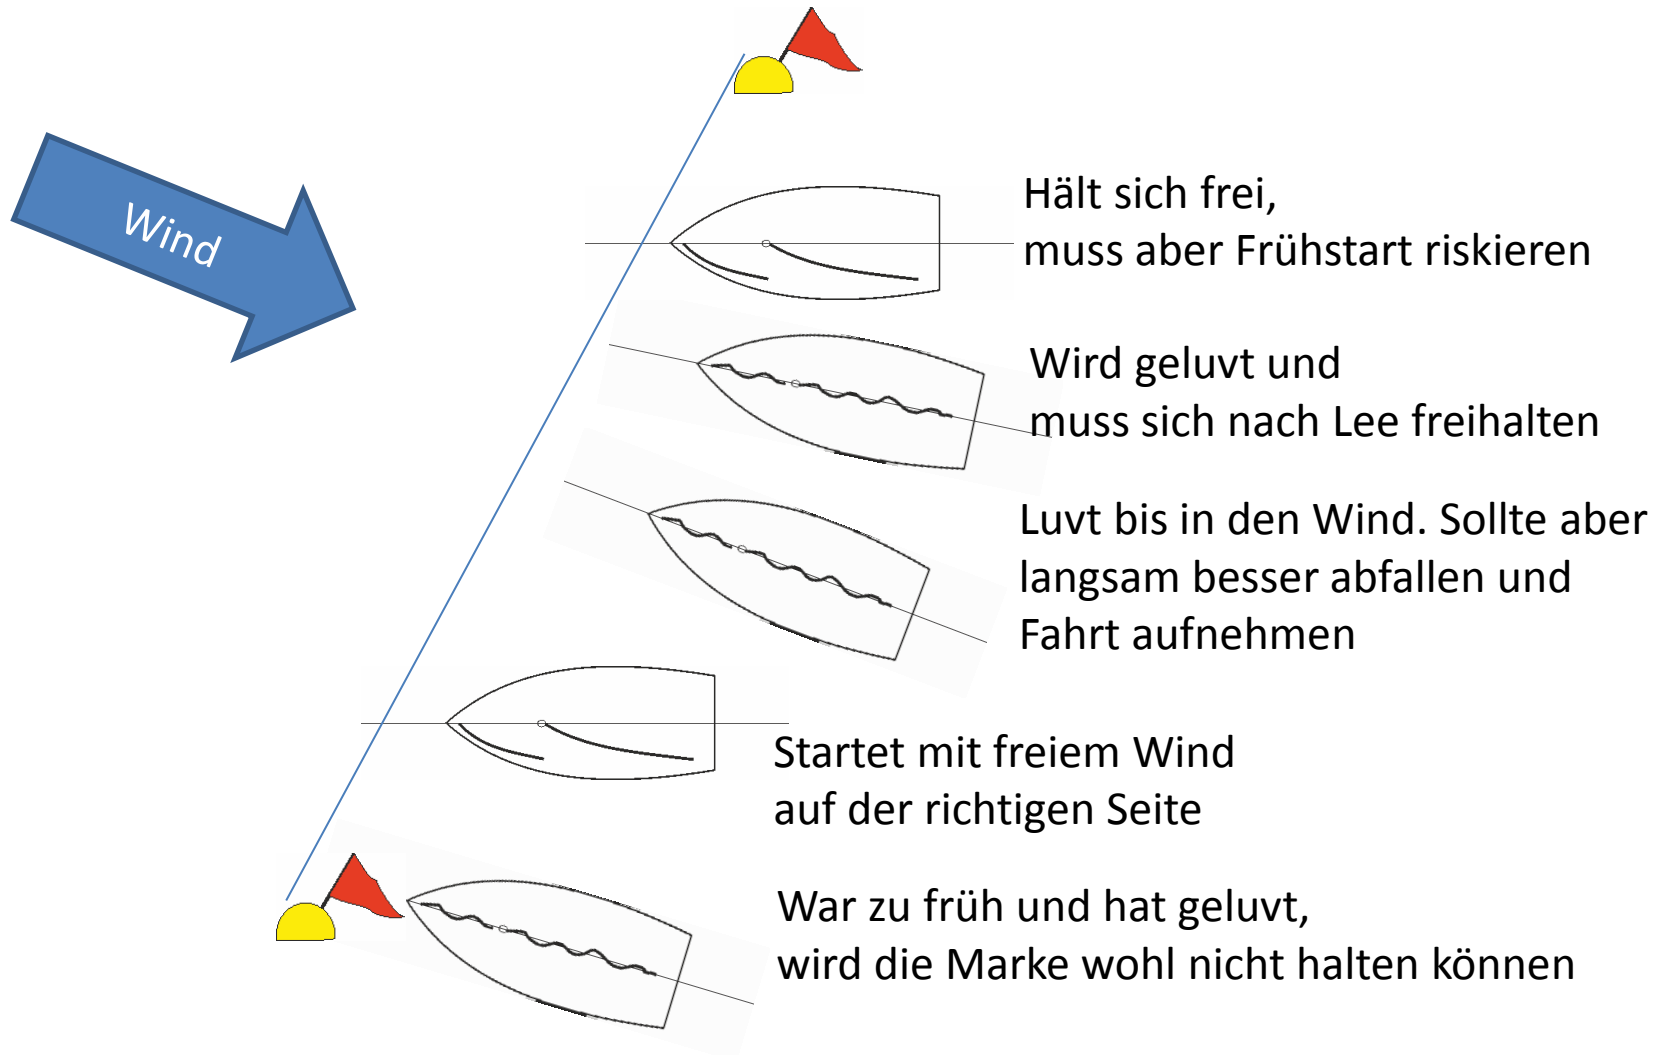 Wind
Hält sich frei,
muss aber Frühstart riskieren
Wird geluvt und
muss sich nach Lee freihalten
Luvt bis in den Wind. Sollte aber
langsam besser abfallen und
Fahrt aufnehmen
Startet mit freiem Wind
auf der richtigen Seite
War zu früh und hat geluvt,
wird die Marke wohl nicht halten können